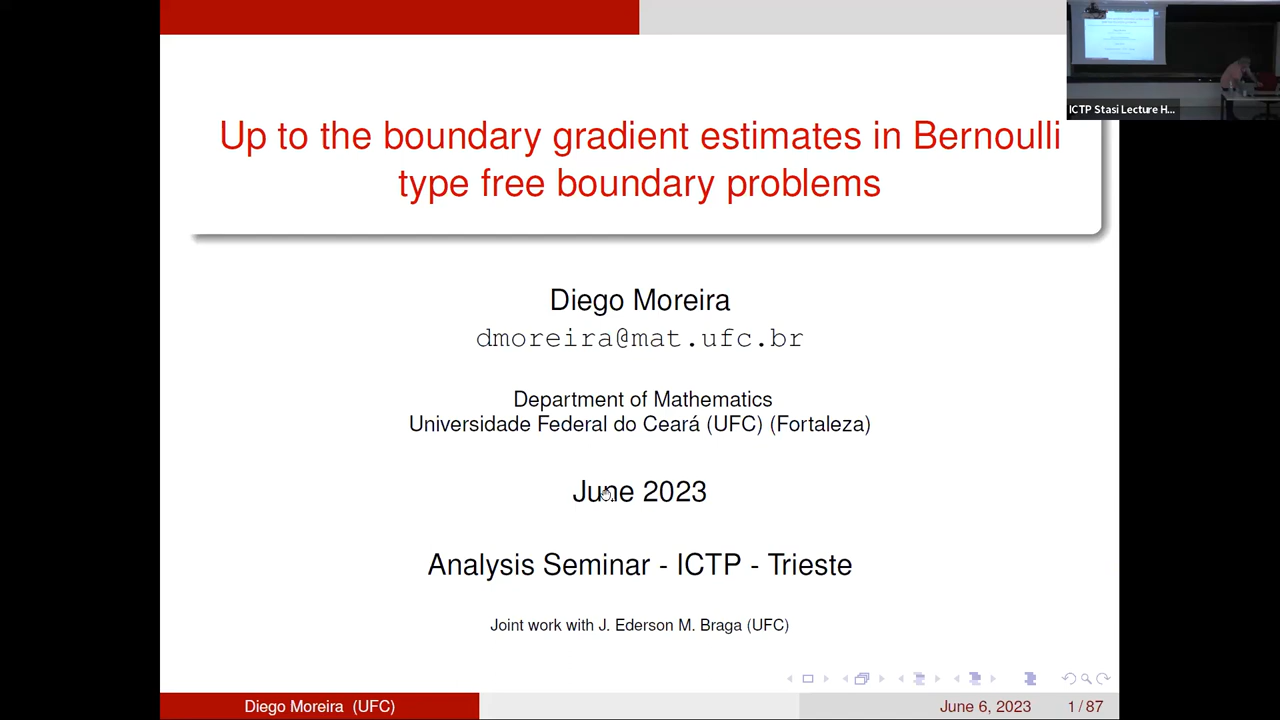 Up to the boundary gradient estimates in Bernoulli
type free boundary problems
Diego Moreira
dmoreira@mat.ufc.br
Department of Mathematics
Universidade Federal do Ceará (UFC) (Fortaleza)
June 2023
Analysis Seminar - ICTP - Trieste
Joint work with J. Ederson M. Braga (UFC)
Diego Moreira (UFC)
June 6, 2023
1 / 87
ICTP Stasi Lecture H...